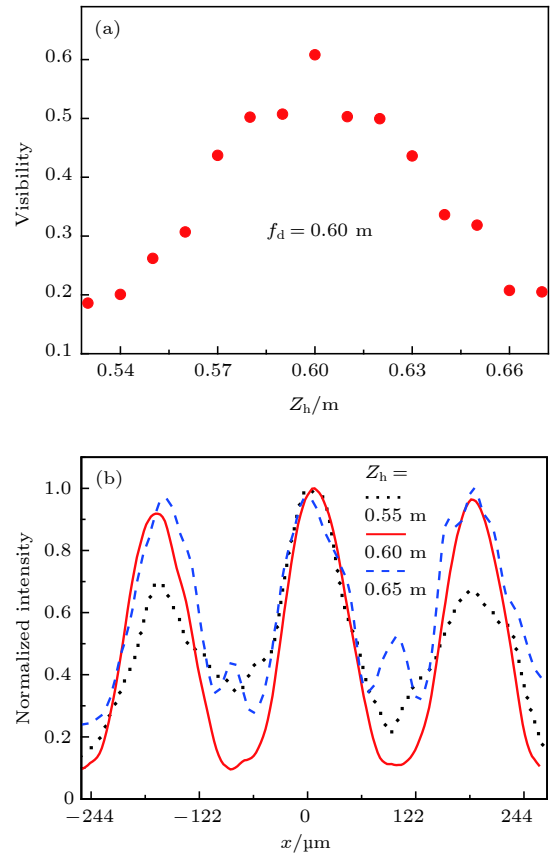 (a)
0.6
0.5
0.4
0.3
0.2
0.1
Visibility
f_d = 0.60 m
0.54 0.57 0.60 0.63 0.66
Z_h/m
(b)
Z_h =
0.55 m
0.60 m
0.65 m
1.0
0.8
0.6
0.4
0.2
0
Normalized intensity
−244 −122 0 122 244
x/µm